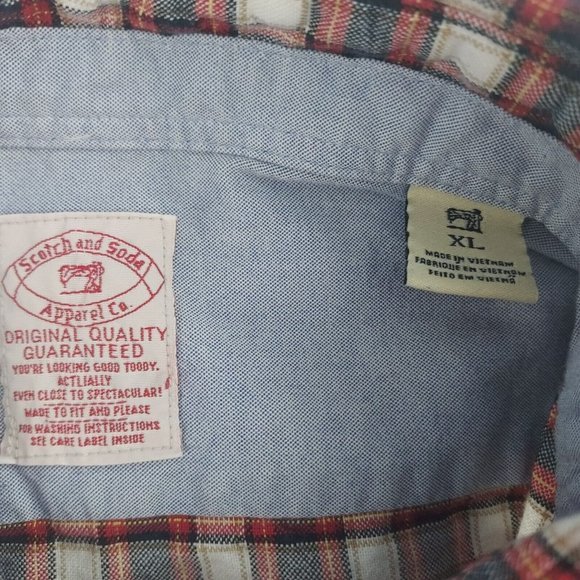 Scotch and Soda
Apparel Co.
ORIGINAL QUALITY
GUARANTEED
YOU'RE LOOKING GOOD TODDY.
ACTLIALLY
EVEN CLOSE TO SPECTACULAR!
MADE TO FIT AND PLEASE
FOR WASHING INSTRUCTIONS
SEE CARE LABEL INSIDE
XL
MADE IN VIETNAM
FABRIQUE EN VIETNAM
FEITO EM VIETNÃ